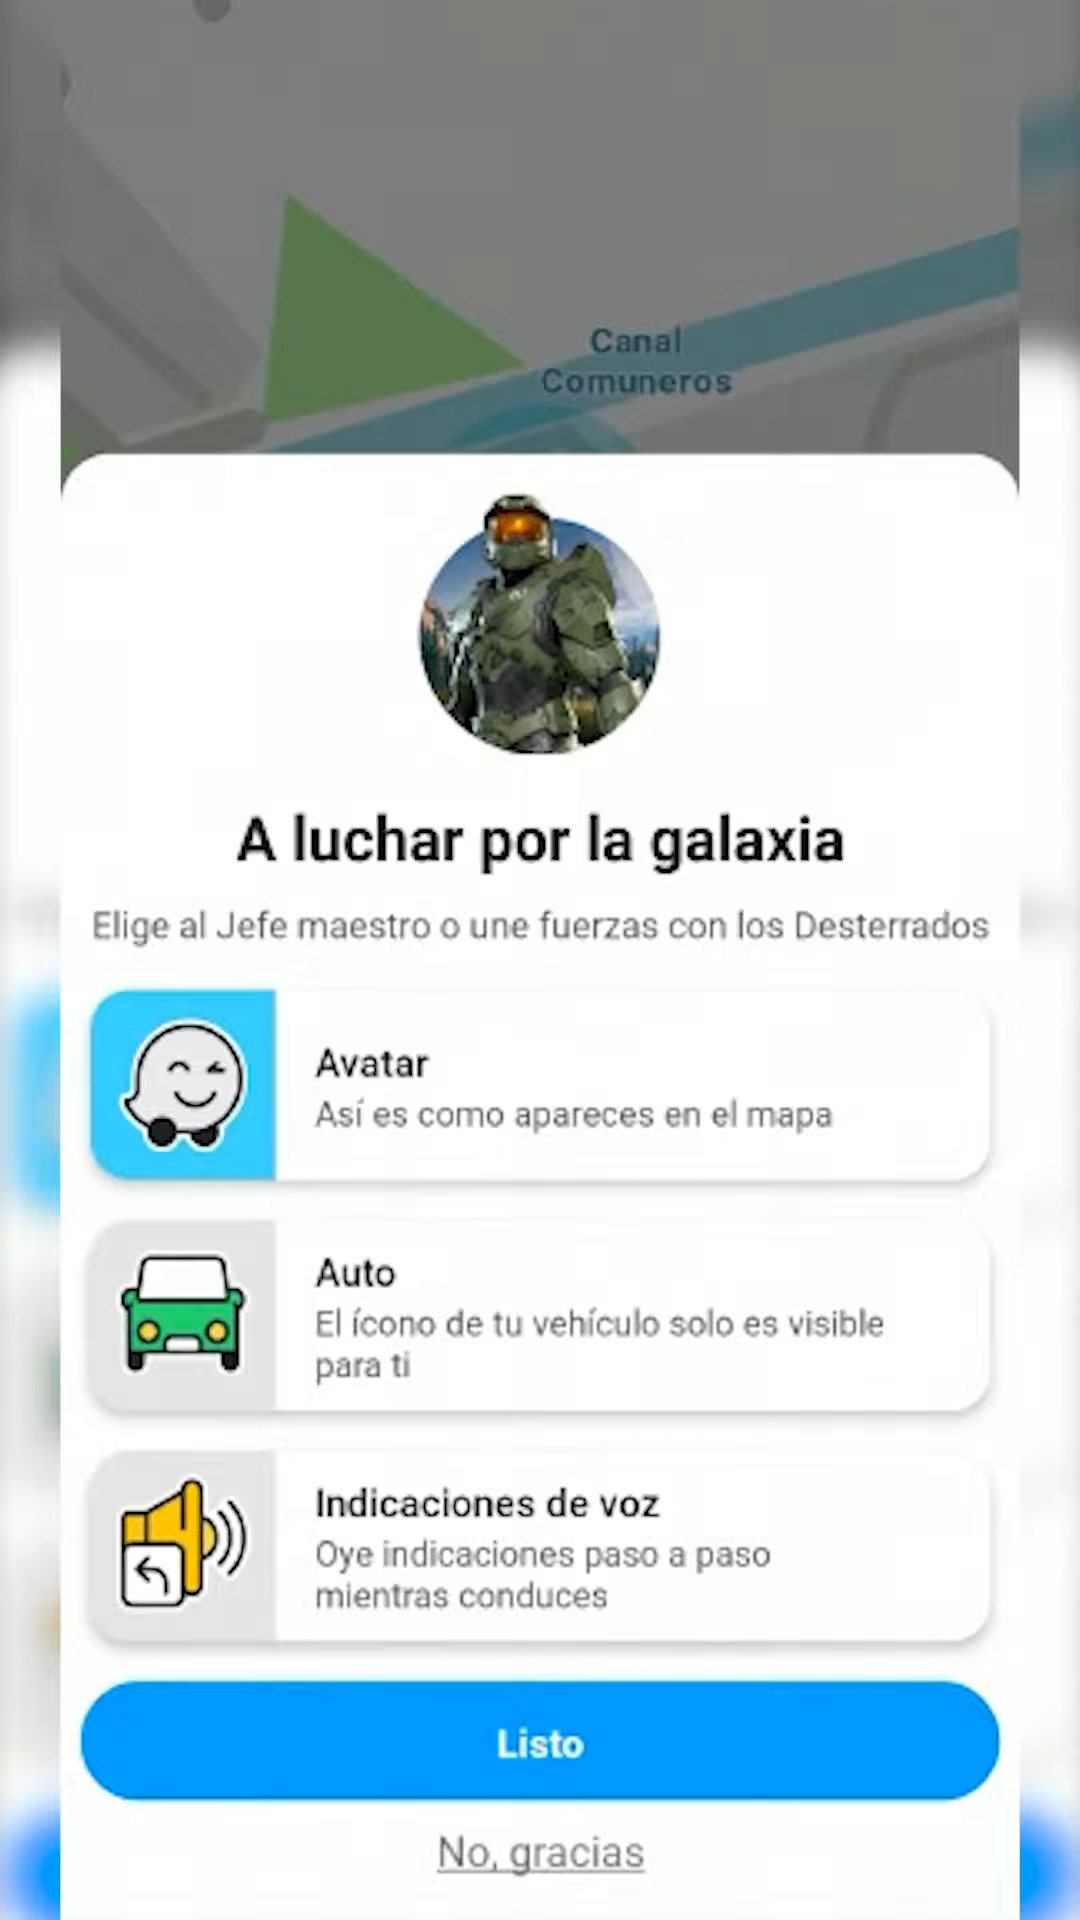 Canal
Comuneros
A luchar por la galaxia
Elige al Jefe maestro o une fuerzas con los Desterrados
Avatar
Así es como apareces en el mapa
Auto
El ícono de tu vehículo solo es visible
para ti
Indicaciones de voz
Oye indicaciones paso a paso
mientras conduces
Listo
No, gracias